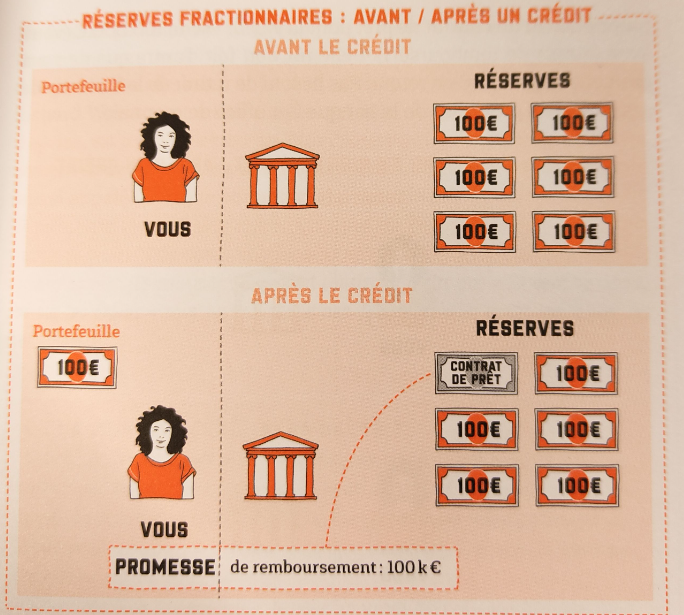 RÉSERVES FRACTIONNAIRES : AVANT / APRÈS UN CRÉDIT
AVANT LE CRÉDIT
Portefeuille
RÉSERVES
100€ 100€
100€ 100€
VOUS
100€ 100€
APRÈS LE CRÉDIT
Portefeuille
RÉSERVES
100€
CONTRAT
DE PRÊT
100€
100€ 100€
100€ 100€
VOUS
PROMESSE de remboursement : 100 k €